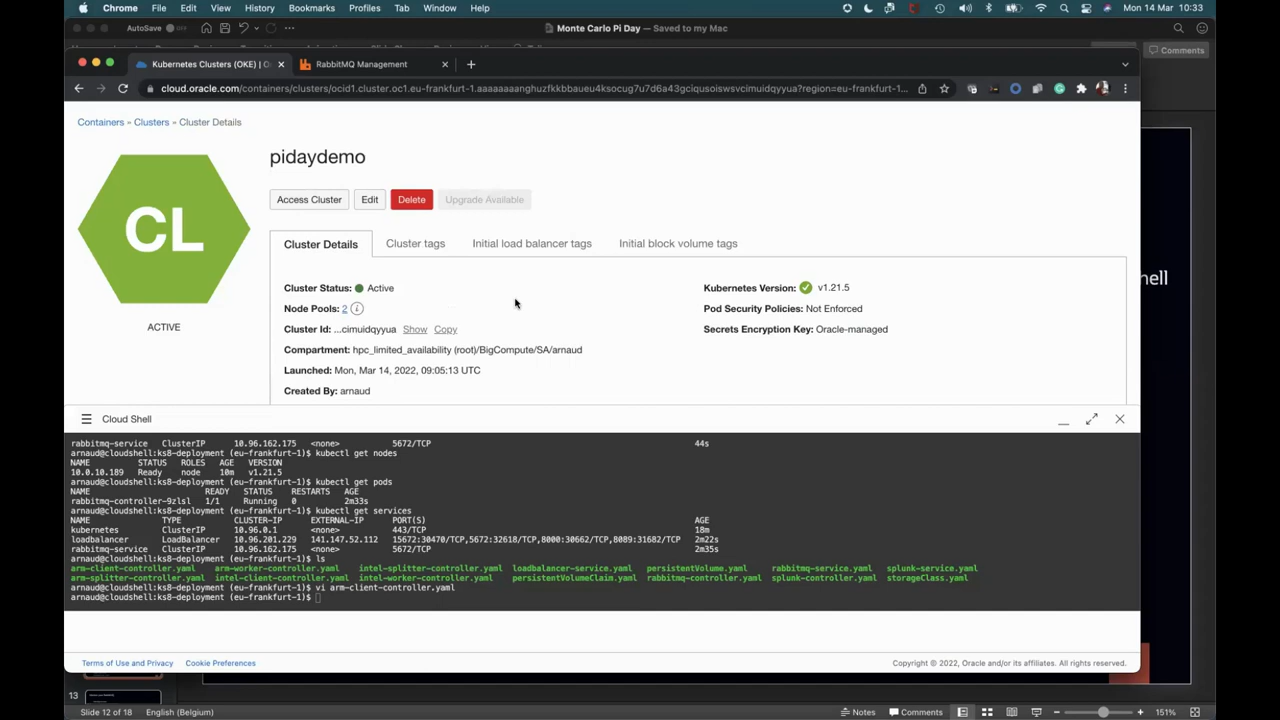 Chrome File Edit View History Bookmarks Profiles Tab Window Help Mon 14 Mar 10:33
AutoSave Monte Carlo Pi Day — Saved to my Mac
Comments
Kubernetes Clusters (OKE) | O RabbitMQ Management
cloud.oracle.com/containers/clusters/ocid1.cluster.oc1.eu-frankfurt-1.aaaaaaaanghuzfkkbbaueu4ksocug7u7d6a43gciqusoiswsvcimuidqyyua?region=eu-frankfurt-1...
Containers » Clusters » Cluster Details
pidaydemo
Access Cluster Edit Delete Upgrade Available
CL
ACTIVE
Cluster Details Cluster tags Initial load balancer tags Initial block volume tags
Cluster Status: Active Kubernetes Version: v1.21.5
Node Pools: 2 Pod Security Policies: Not Enforced
Cluster Id: ...cimuidqyyua Show Copy Secrets Encryption Key: Oracle-managed
Compartment: hpc_limited_availability (root)/BigCompute/SA/arnaud
Launched: Mon, Mar 14, 2022, 09:05:13 UTC
Created By: arnaud
hell
Cloud Shell
rabbitmq-service ClusterIP 10.96.162.175 <none> 5672/TCP 44s
arnaud@cloudshell:ks8-deployment (eu-frankfurt-1)$ kubectl get nodes
NAME STATUS ROLES AGE VERSION
10.0.10.189 Ready node 10m v1.21.5
arnaud@cloudshell:ks8-deployment (eu-frankfurt-1)$ kubectl get pods
NAME READY STATUS RESTARTS AGE
rabbitmq-controller-9zlsl 1/1 Running 0 2m33s
arnaud@cloudshell:ks8-deployment (eu-frankfurt-1)$ kubectl get services
NAME TYPE CLUSTER-IP EXTERNAL-IP PORT(S) AGE
kubernetes ClusterIP 10.96.0.1 <none> 443/TCP 18m
loadbalancer LoadBalancer 10.96.201.229 141.147.52.112 15672:30470/TCP,5672:32618/TCP,8000:30662/TCP,8089:31682/TCP 2m22s
rabbitmq-service ClusterIP 10.96.162.175 <none> 5672/TCP 2m35s
arnaud@cloudshell:ks8-deployment (eu-frankfurt-1)$ ls
arm-client-controller.yaml arm-worker-controller.yaml intel-splitter-controller.yaml loadbalancer-service.yaml persistentVolume.yaml rabbitmq-service.yaml splunk-service.yaml
arm-splitter-controller.yaml intel-client-controller.yaml intel-worker-controller.yaml persistentVolumeClaim.yaml rabbitmq-controller.yaml splunk-controller.yaml storageClass.yaml
arnaud@cloudshell:ks8-deployment (eu-frankfurt-1)$ vi arm-client-controller.yaml
arnaud@cloudshell:ks8-deployment (eu-frankfurt-1)$
Terms of Use and Privacy Cookie Preferences Copyright © 2022, Oracle and/or its affiliates. All rights reserved.
13
Slide 12 of 18 English (Belgium) Notes Comments 151%